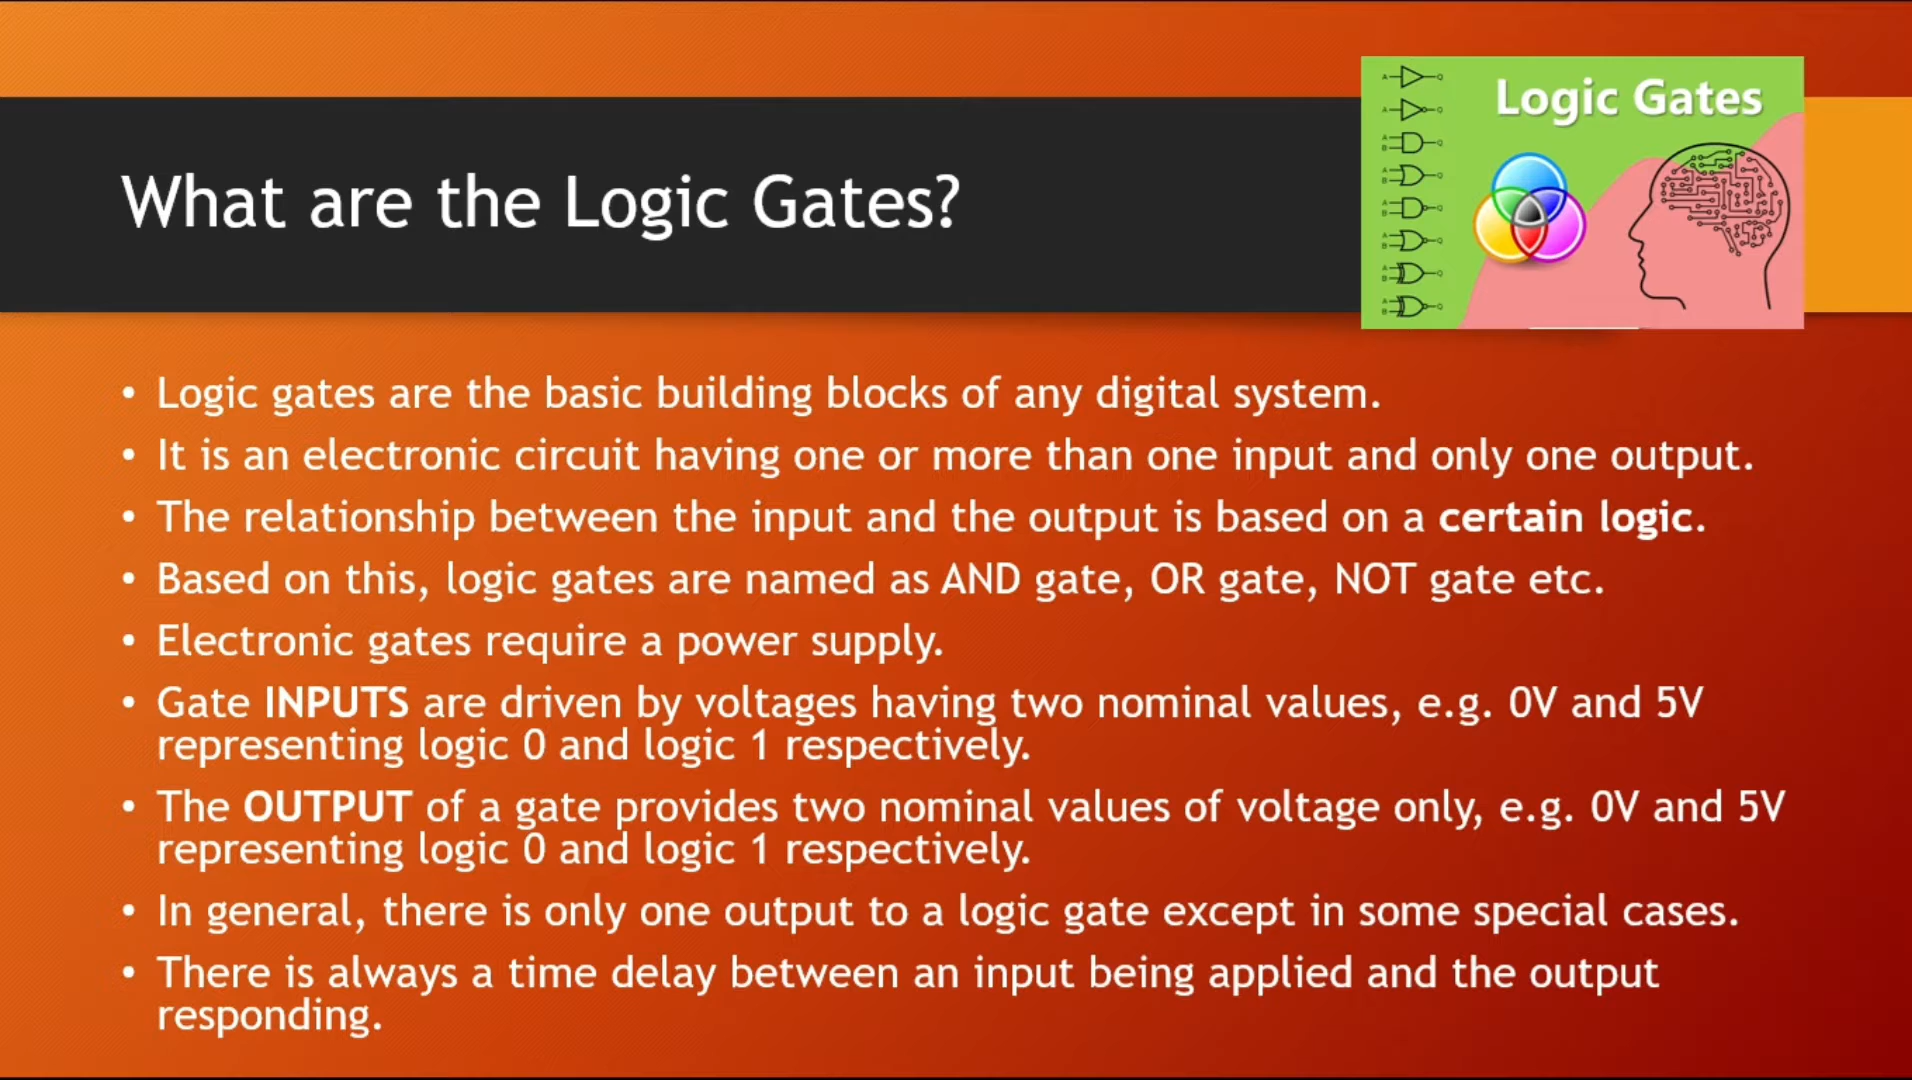 Logic Gates
What are the Logic Gates?
• Logic gates are the basic building blocks of any digital system.
• It is an electronic circuit having one or more than one input and only one output.
• The relationship between the input and the output is based on a certain logic.
• Based on this, logic gates are named as AND gate, OR gate, NOT gate etc.
• Electronic gates require a power supply.
• Gate INPUTS are driven by voltages having two nominal values, e.g. 0V and 5V
representing logic 0 and logic 1 respectively.
• The OUTPUT of a gate provides two nominal values of voltage only, e.g. 0V and 5V
representing logic 0 and logic 1 respectively.
• In general, there is only one output to a logic gate except in some special cases.
• There is always a time delay between an input being applied and the output
responding.